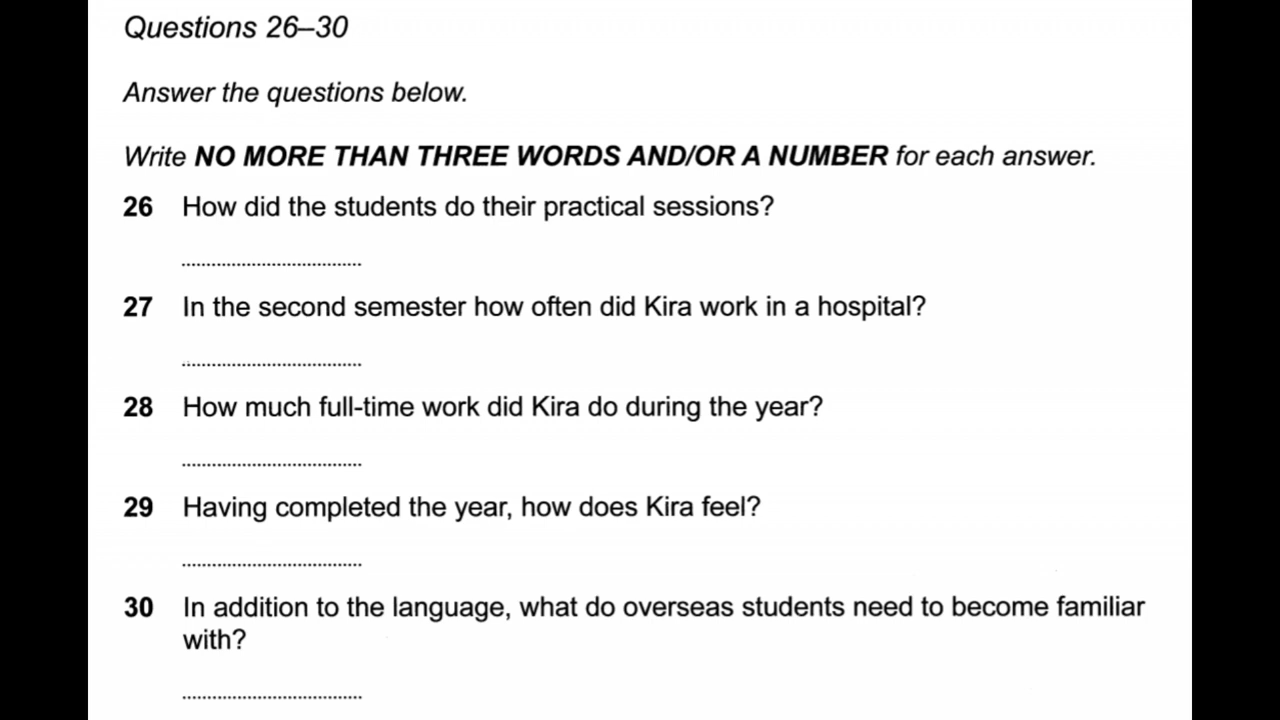 Questions 26–30
Answer the questions below.
Write NO MORE THAN THREE WORDS AND/OR A NUMBER for each answer.
26 How did the students do their practical sessions?
....................................
27 In the second semester how often did Kira work in a hospital?
....................................
28 How much full-time work did Kira do during the year?
....................................
29 Having completed the year, how does Kira feel?
....................................
30 In addition to the language, what do overseas students need to become familiar
with?
....................................